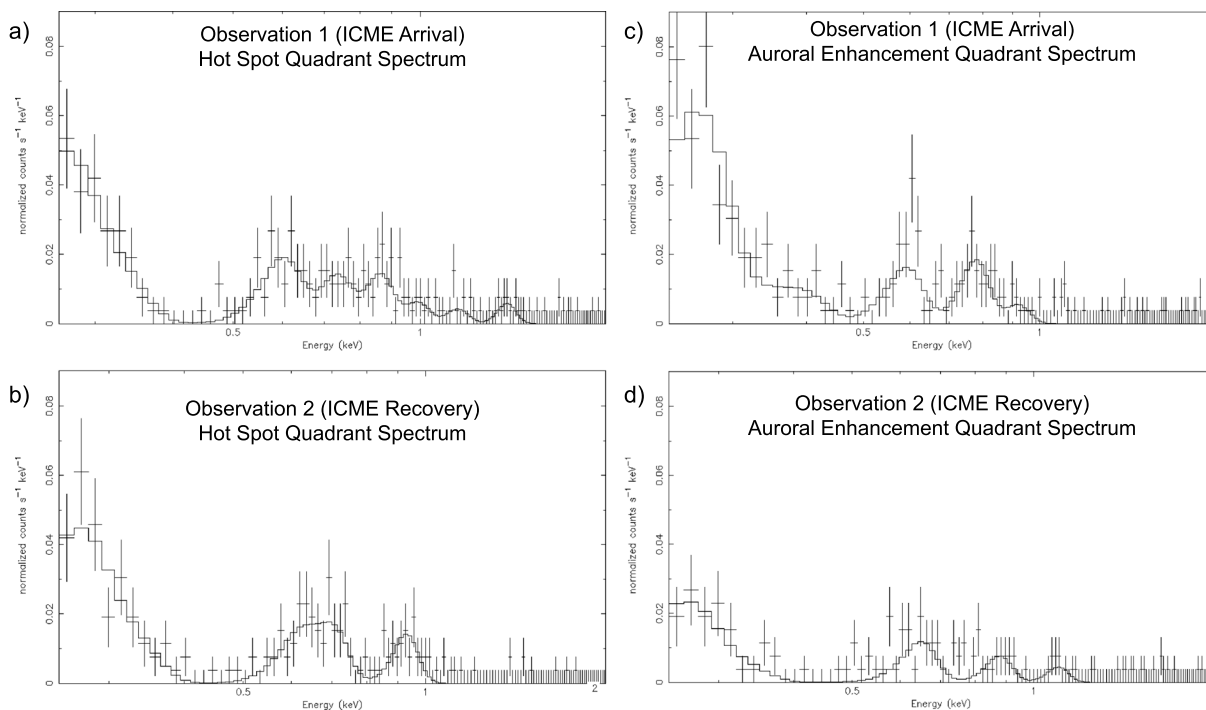 a)
Observation 1 (ICME Arrival)
Hot Spot Quadrant Spectrum
normalized counts s⁻¹ keV⁻¹
0.08
0.06
0.04
0.02
0
0.5
1
Energy (keV)
c)
Observation 1 (ICME Arrival)
Auroral Enhancement Quadrant Spectrum
normalized counts s⁻¹ keV⁻¹
0.08
0.06
0.04
0.02
0
0.5
1
Energy (keV)
b)
Observation 2 (ICME Recovery)
Hot Spot Quadrant Spectrum
normalized counts s⁻¹ keV⁻¹
0.08
0.06
0.04
0.02
0
0.5
1
2
Energy (keV)
d)
Observation 2 (ICME Recovery)
Auroral Enhancement Quadrant Spectrum
normalized counts s⁻¹ keV⁻¹
0.08
0.06
0.04
0.02
0
0.5
1
Energy (keV)